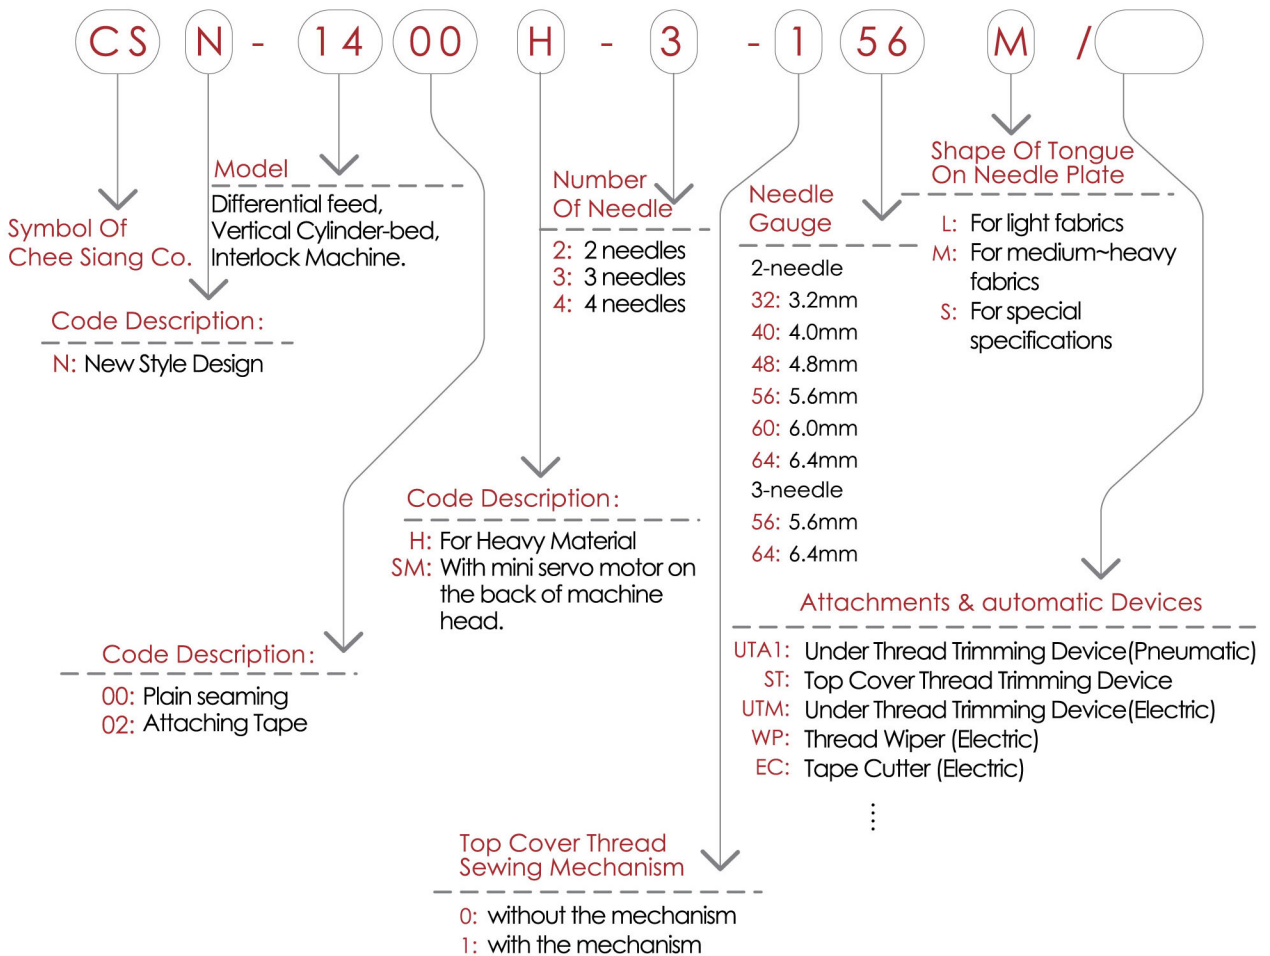 CS N - 14 00 H - 3 - 1 56 M /
Symbol Of
Chee Siang Co.
Model
Differential feed,
Vertical Cylinder-bed,
Interlock Machine.
Code Description:
N: New Style Design
Code Description:
00: Plain seaming
02: Attaching Tape
Code Description:
H: For Heavy Material
SM: With mini servo motor on
the back of machine
head.
Number
Of Needle
2: 2 needles
3: 3 needles
4: 4 needles
Top Cover Thread
Sewing Mechanism
0: without the mechanism
1: with the mechanism
Needle
Gauge
2-needle
32: 3.2mm
40: 4.0mm
48: 4.8mm
56: 5.6mm
60: 6.0mm
64: 6.4mm
3-needle
56: 5.6mm
64: 6.4mm
Shape Of Tongue
On Needle Plate
L: For light fabrics
M: For medium~heavy
fabrics
S: For special
specifications
Attachments & automatic Devices
UTA1: Under Thread Trimming Device(Pneumatic)
ST: Top Cover Thread Trimming Device
UTM: Under Thread Trimming Device(Electric)
WP: Thread Wiper (Electric)
EC: Tape Cutter (Electric)
⋮